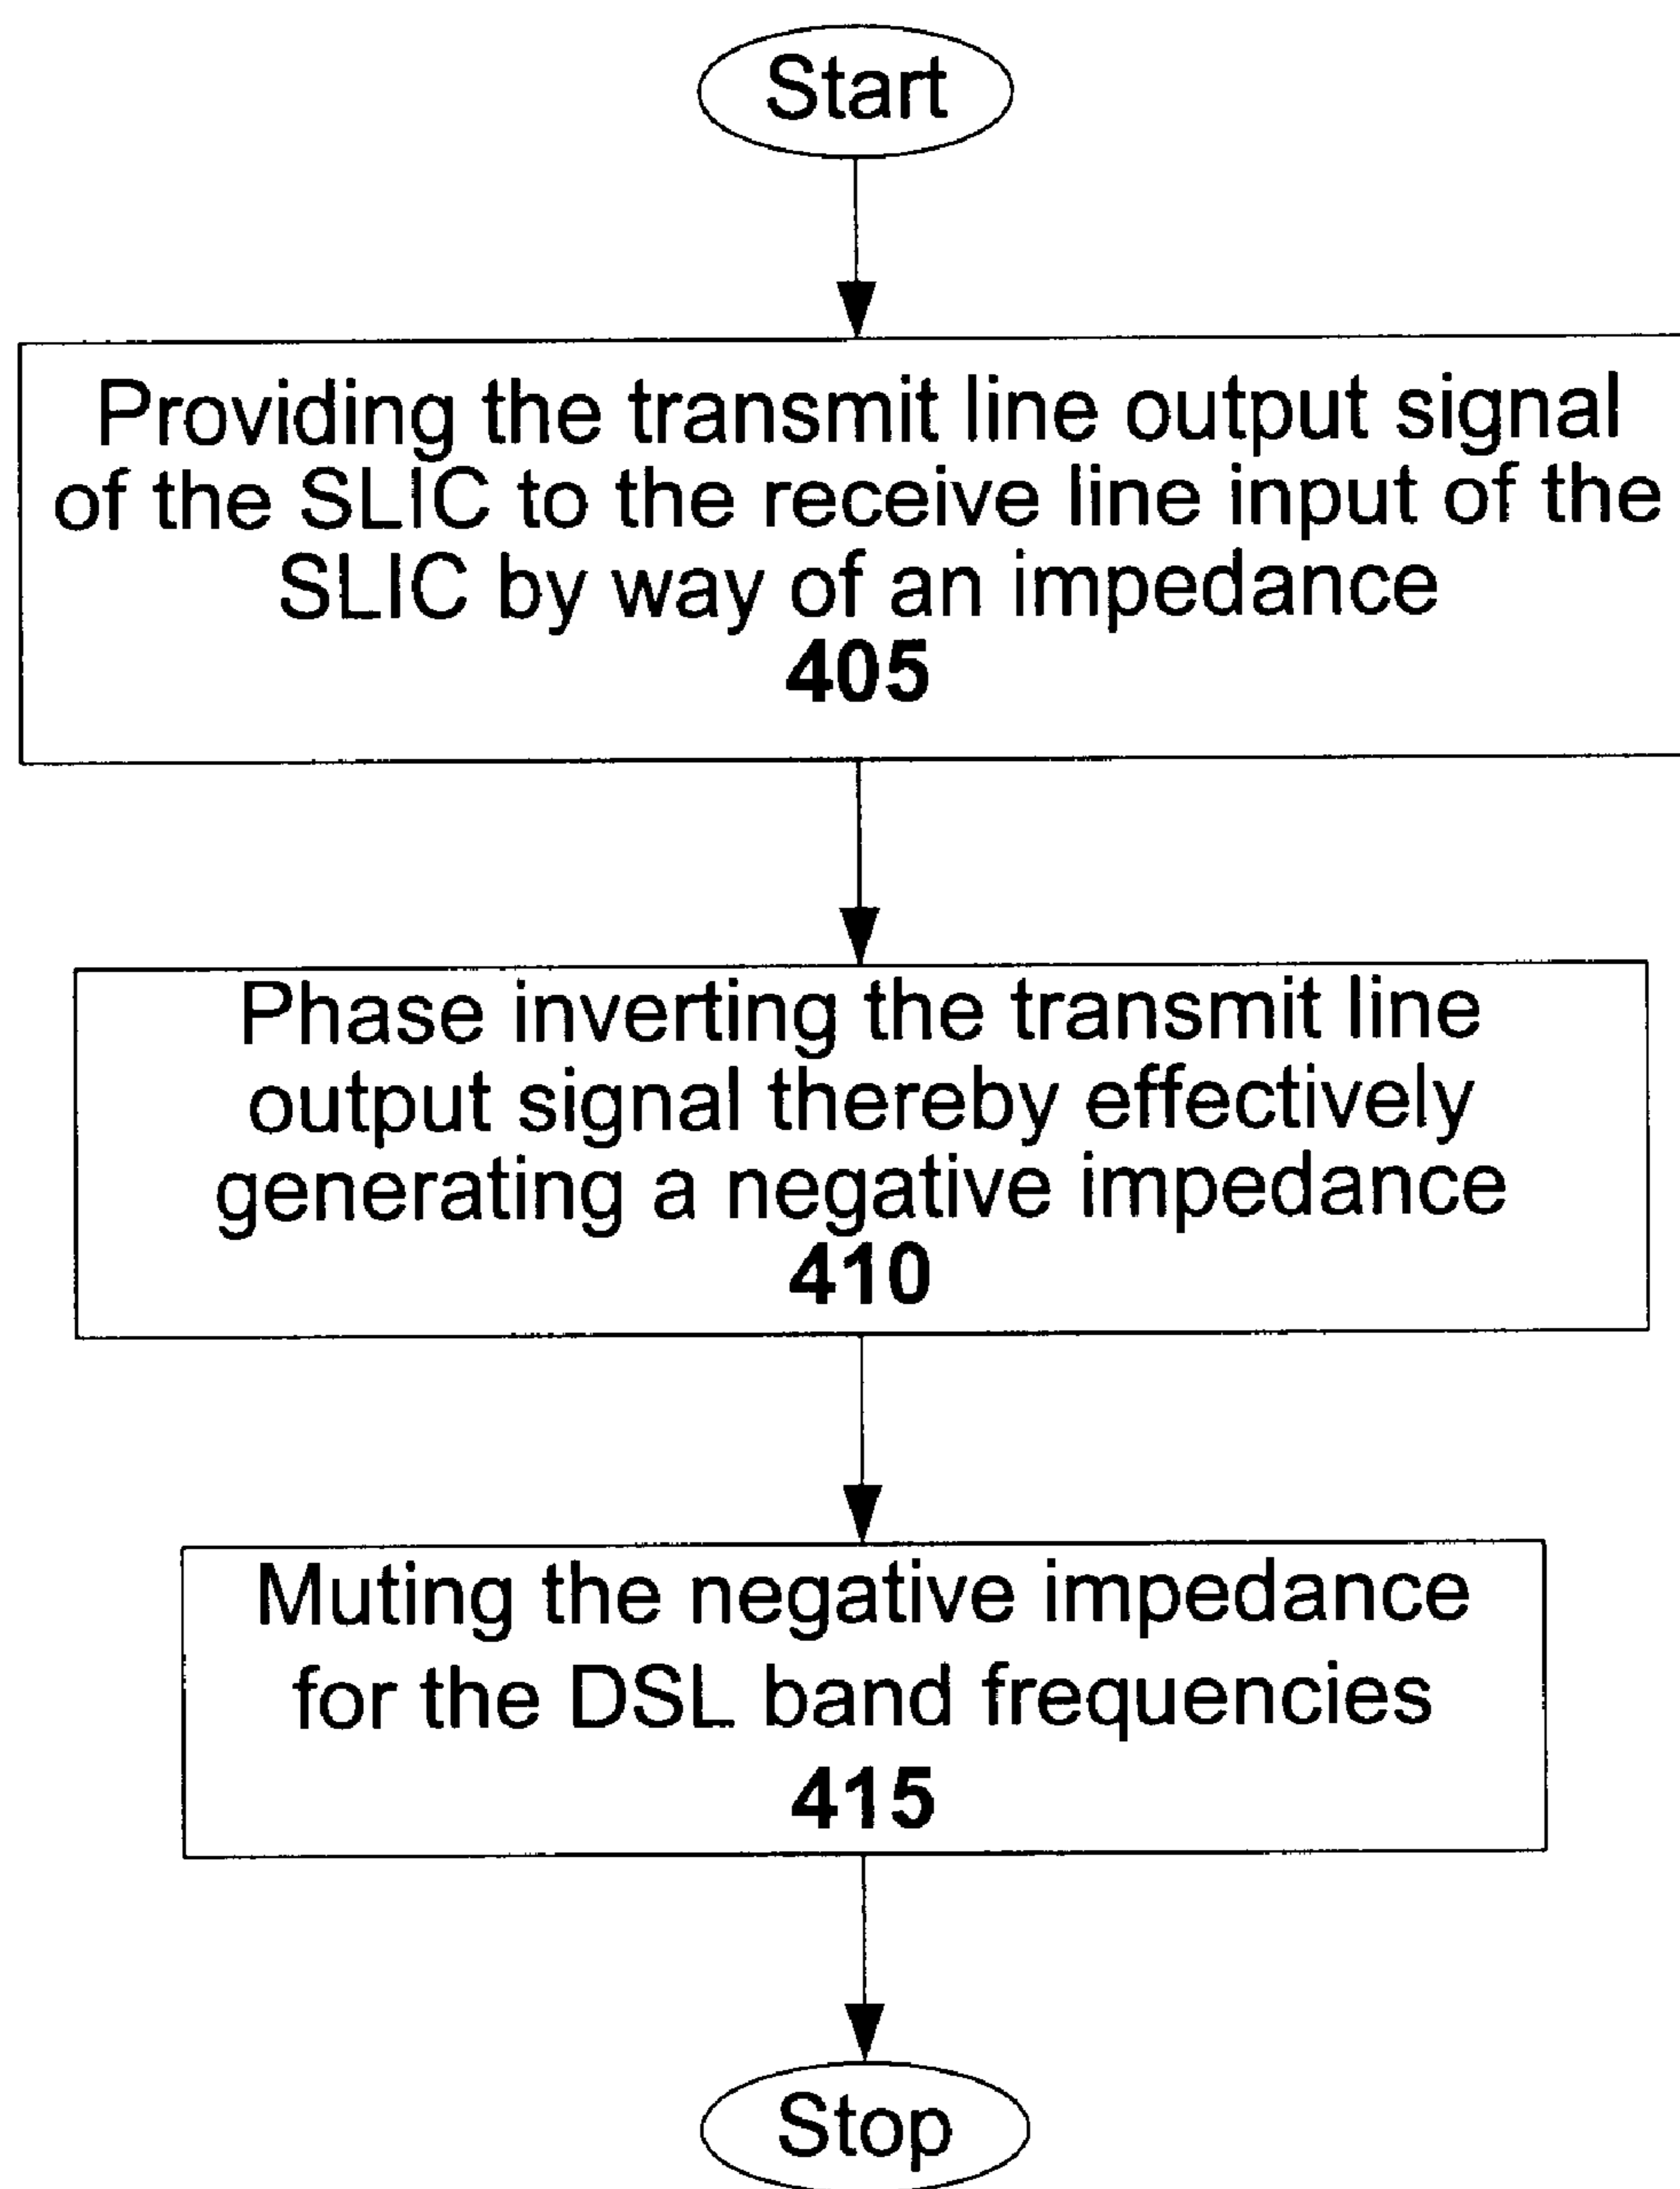 Start
Providing the transmit line output signal
of the SLIC to the receive line input of the
SLIC by way of an impedance
405
Phase inverting the transmit line
output signal thereby effectively
generating a negative impedance
410
Muting the negative impedance
for the DSL band frequencies
415
Stop